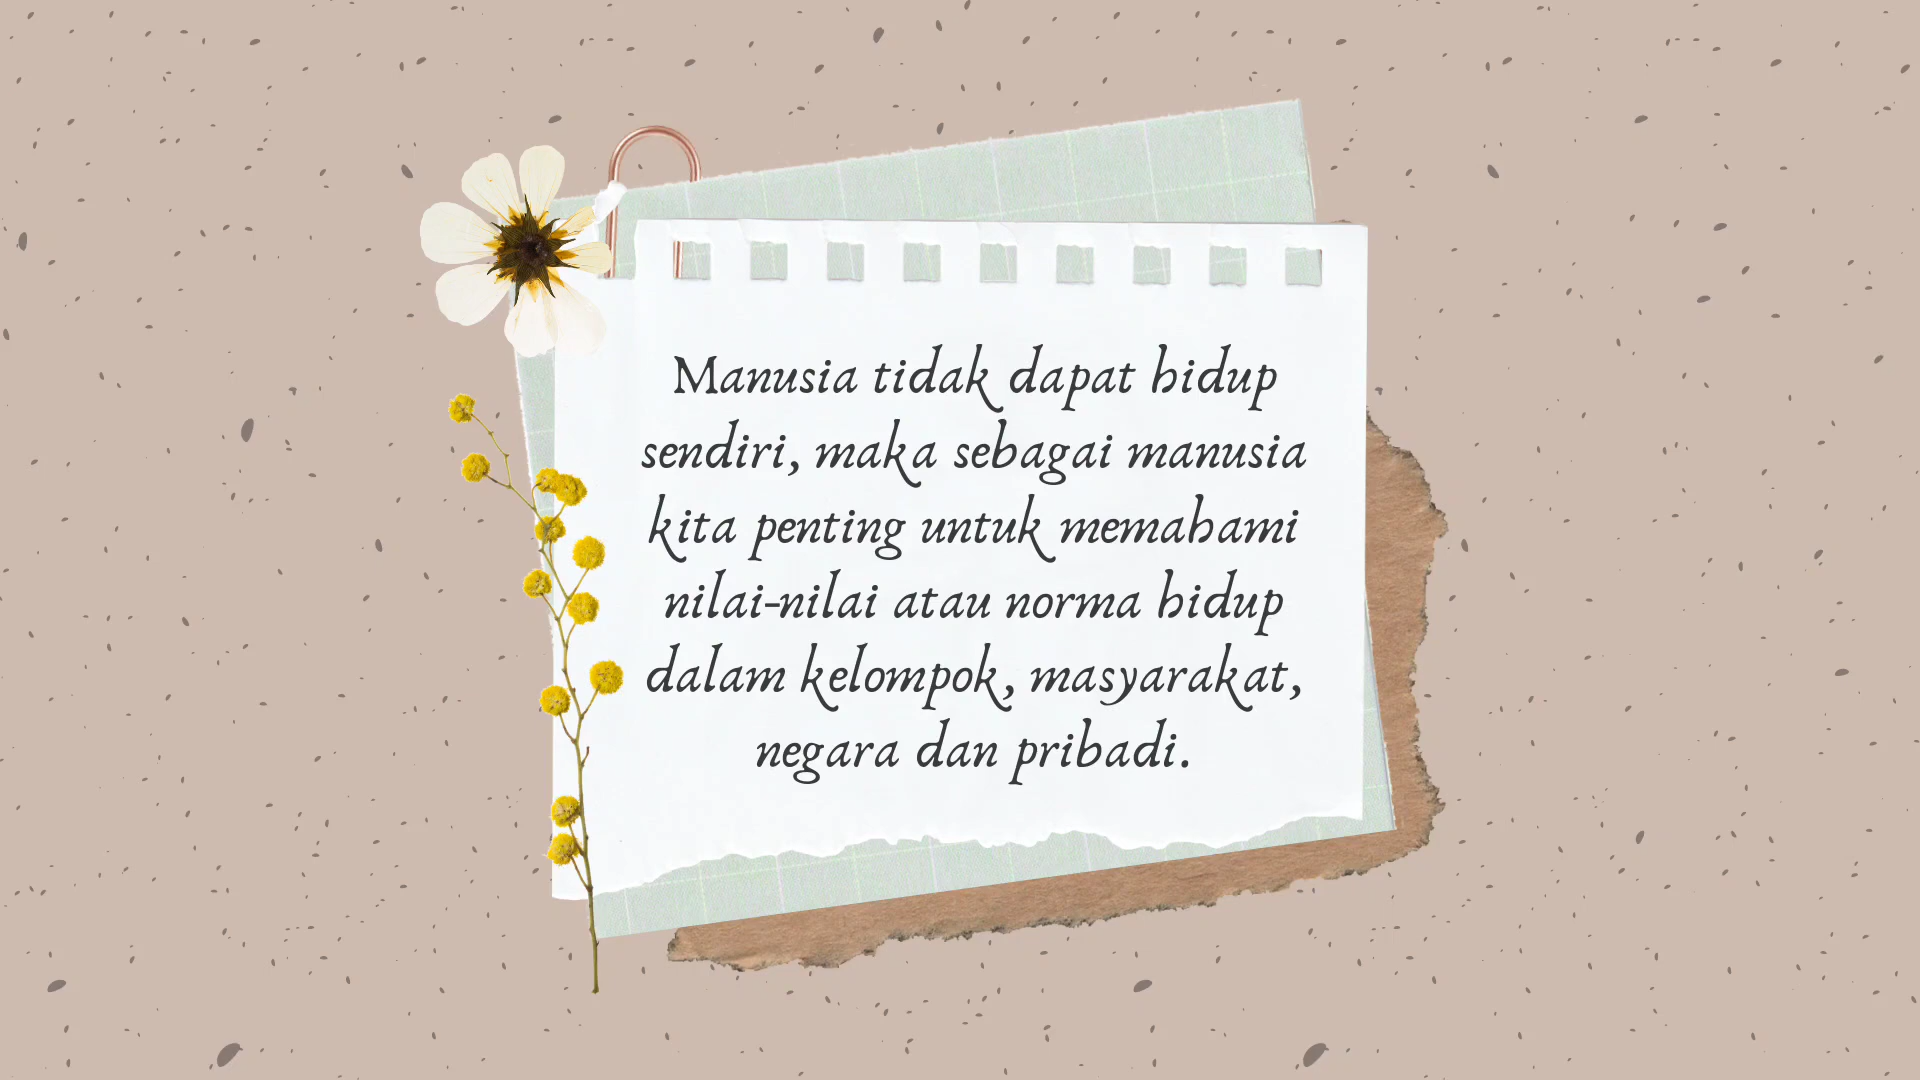 Manusia tidak dapat hidup
sendiri, maka sebagai manusia
kita penting untuk memahami
nilai-nilai atau norma hidup
dalam kelompok, masyarakat,
negara dan pribadi.